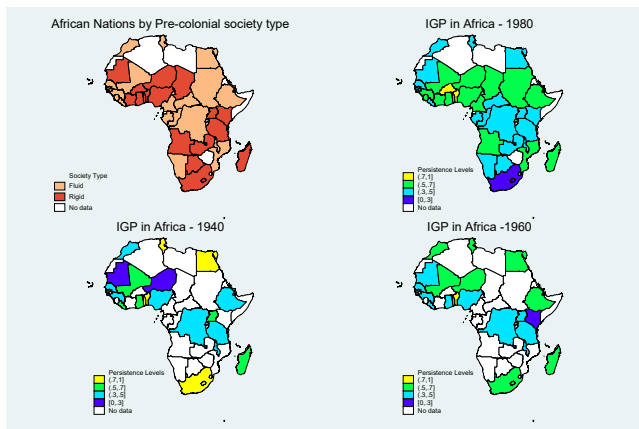 African Nations by Pre-colonial society type
Society Type
Fluid
Rigid
No data
IGP in Africa - 1980
Persistence Levels
(.7,1]
(.5,.7]
(.3,.5]
[0,.3]
No data
IGP in Africa - 1940
Persistence Levels
(.7,1]
(.5,.7]
(.3,.5]
[0,.3]
No data
IGP in Africa -1960
Persistence Levels
(.7,1]
(.5,.7]
(.3,.5]
[0,.3]
No data